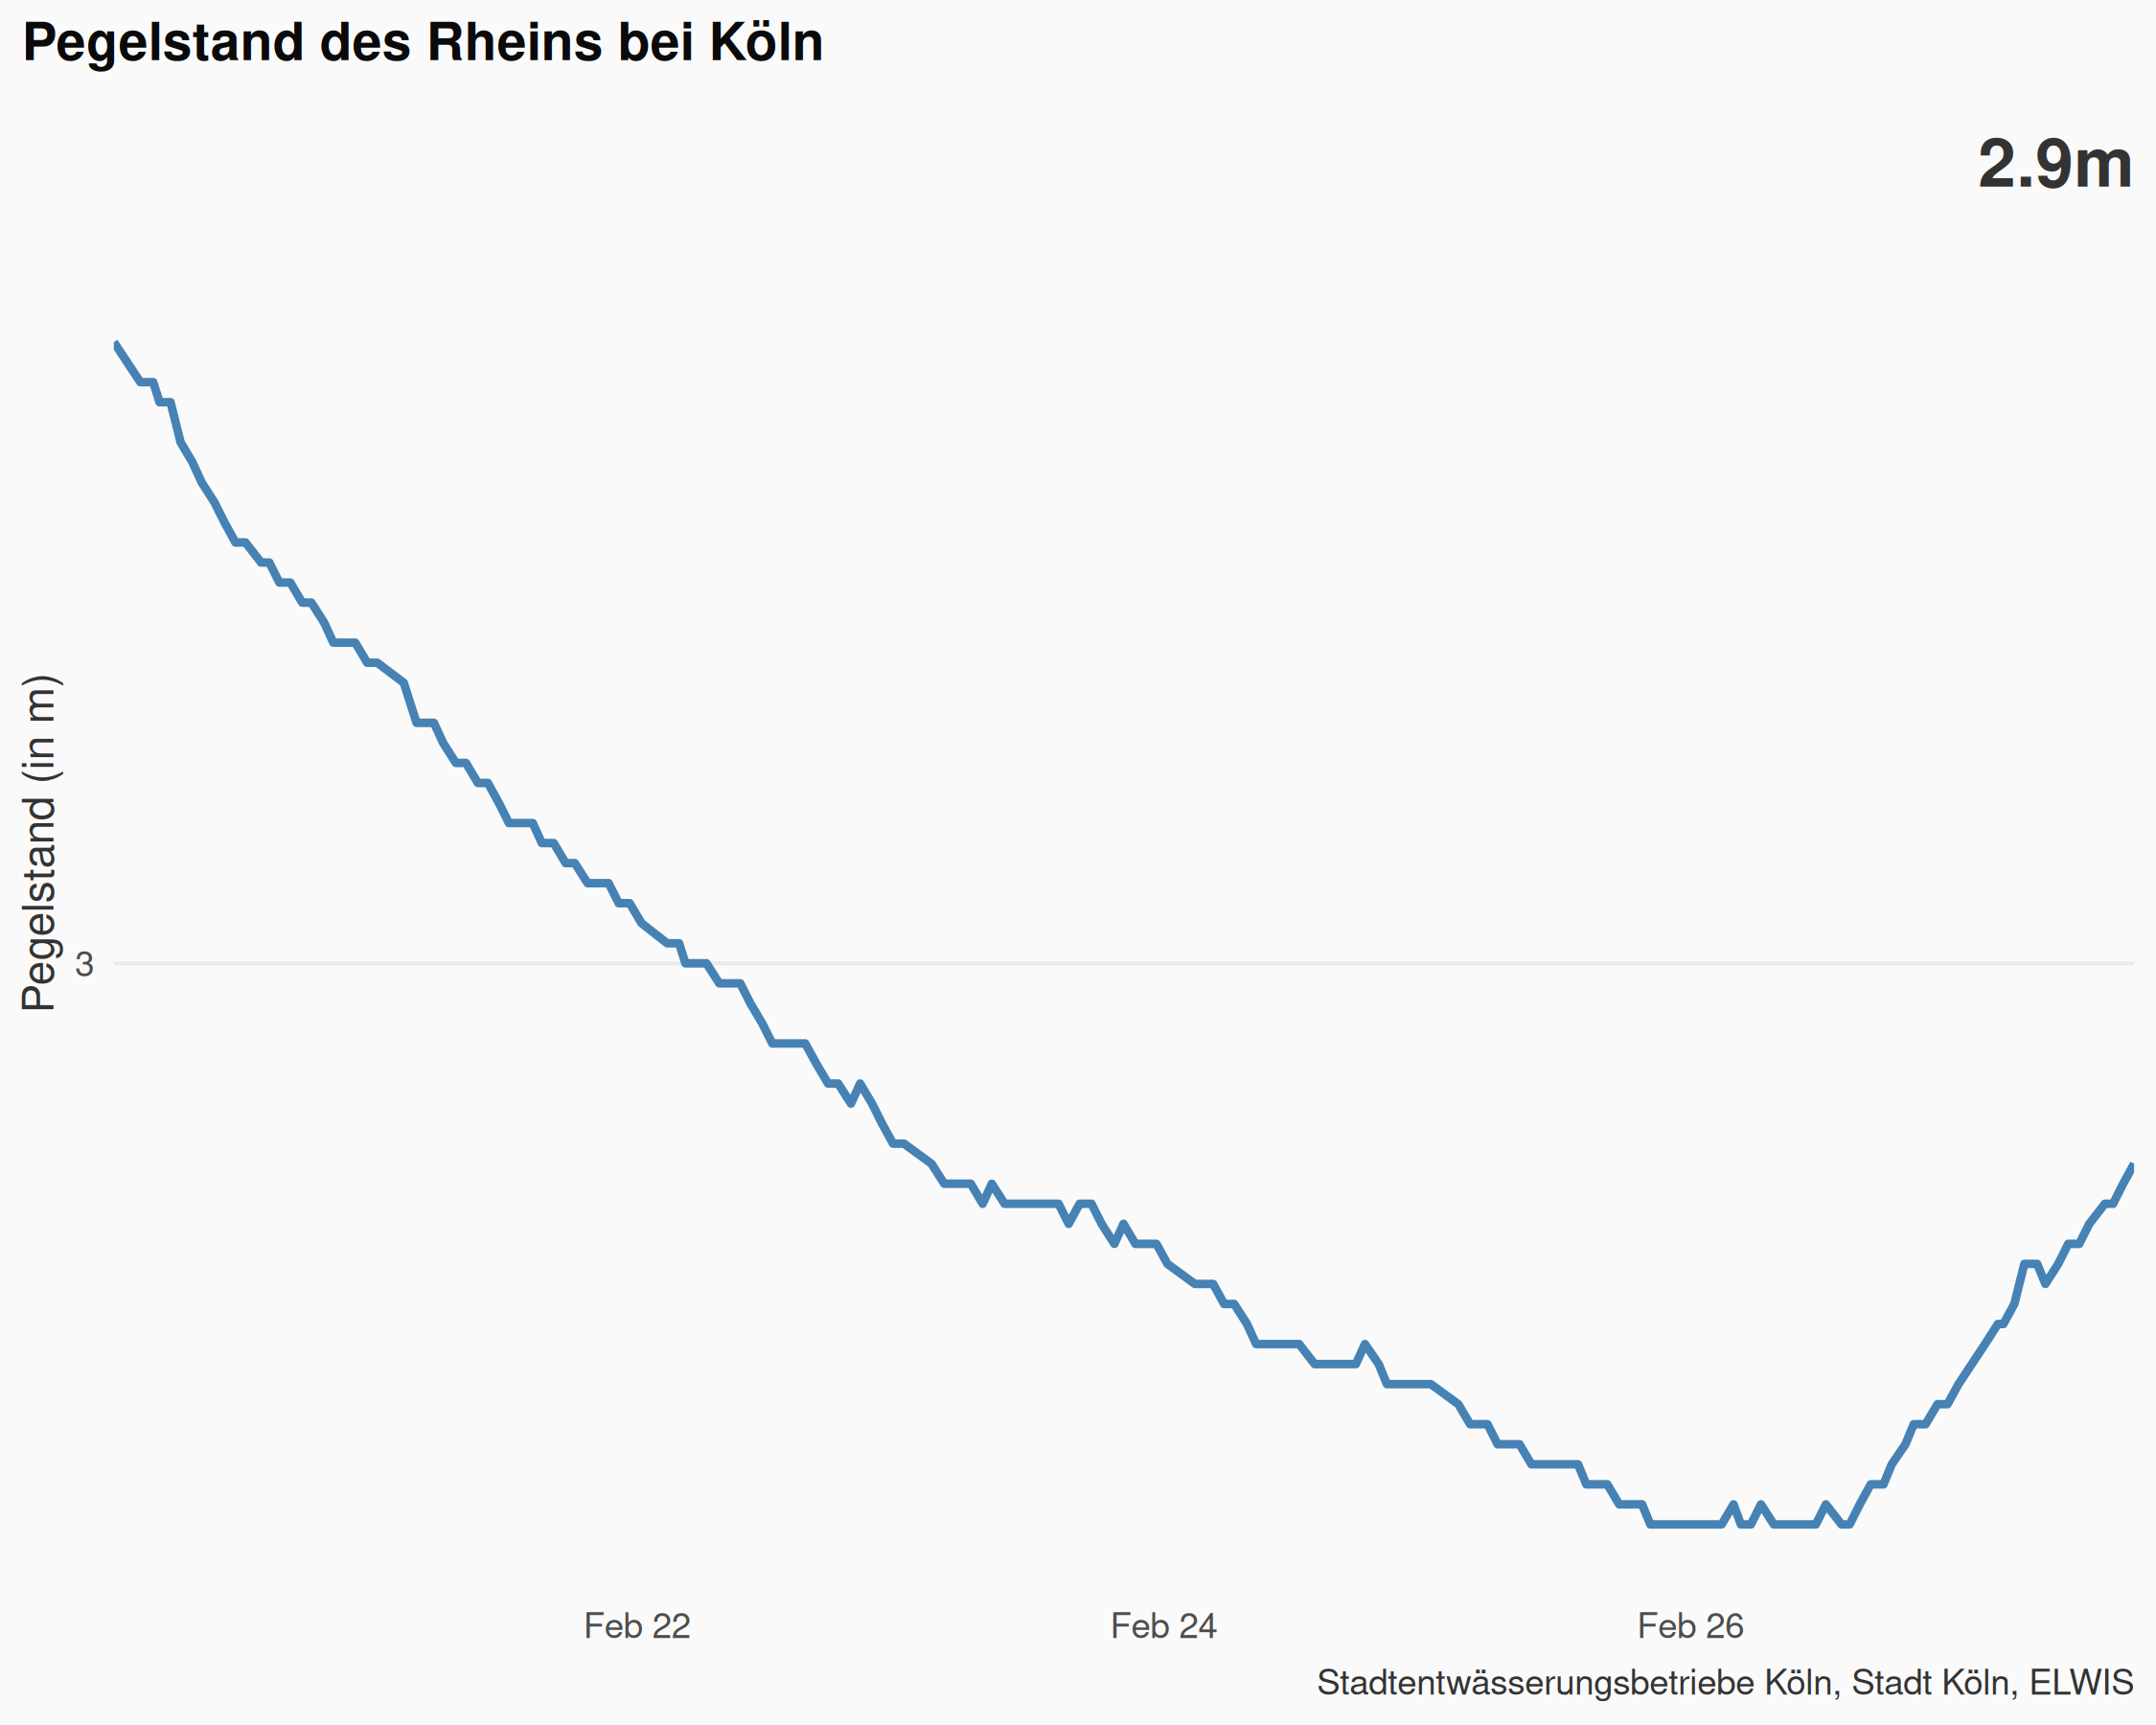 Pegelstand des Rheins bei Köln
2.9m
Pegelstand (in m)
3
Feb 22
Feb 24
Feb 26
Stadtentwässerungsbetriebe Köln, Stadt Köln, ELWIS